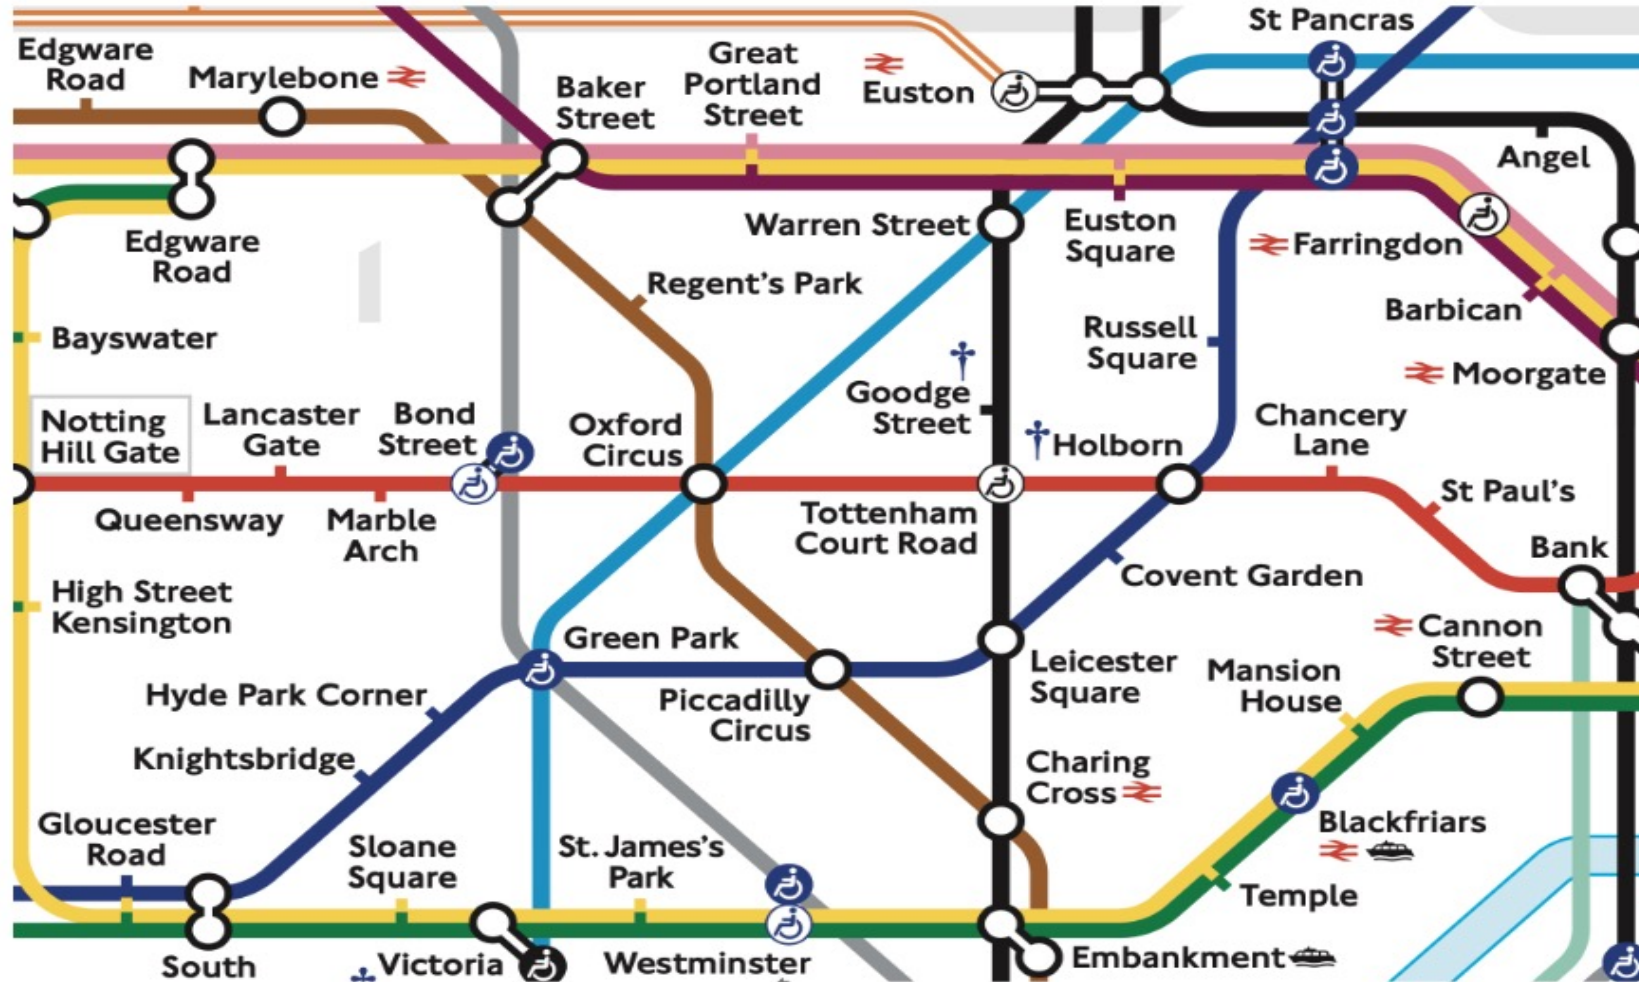 St Pancras
Edgware
Road
Marylebone
Baker
Street
Great
Portland
Street
Euston
Angel
Edgware
Road
Warren Street
Euston
Square
Farringdon
Regent's Park
Barbican
Bayswater
Russell
Square
Moorgate
Goodge
Street
Notting
Hill Gate
Lancaster
Gate
Bond
Street
Oxford
Circus
Holborn
Chancery
Lane
Queensway
Marble
Arch
Tottenham
Court Road
St Paul's
Bank
High Street
Kensington
Covent Garden
Cannon
Street
Green Park
Hyde Park Corner
Piccadilly
Circus
Leicester
Square
Mansion
House
Knightsbridge
Charing
Cross
Gloucester
Road
Sloane
Square
St. James's
Park
Blackfriars
Temple
South
Victoria
Westminster
Embankment